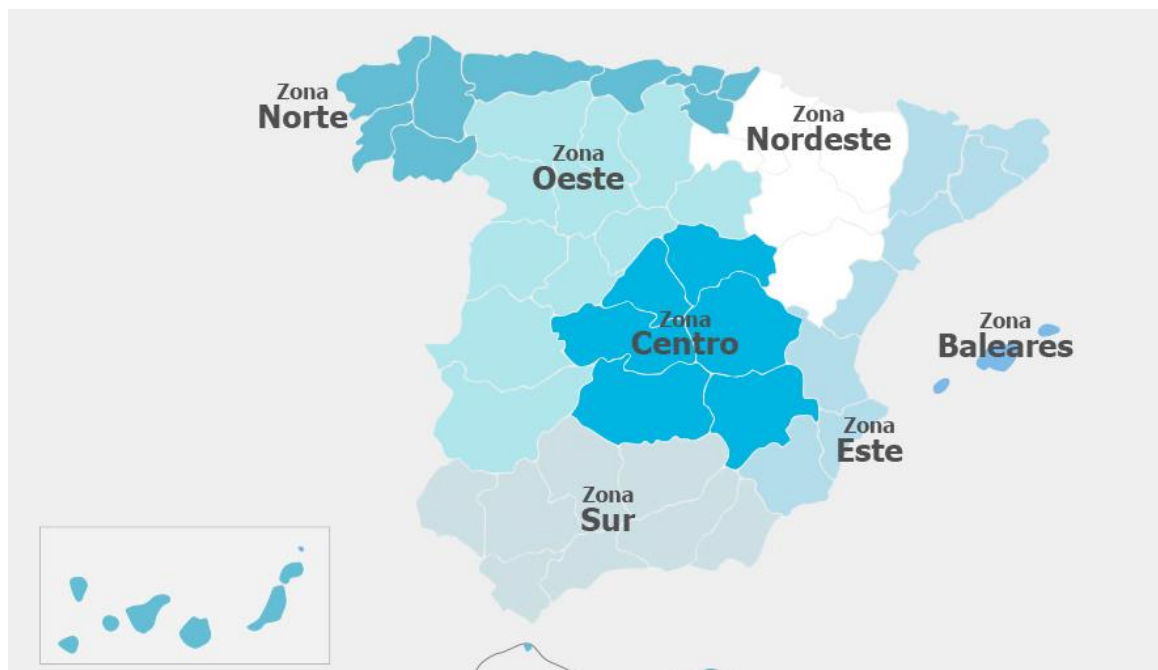 Zona
Norte
Zona
Nordeste
Zona
Oeste
Zona
Centro
Zona
Baleares
Zona
Este
Zona
Sur